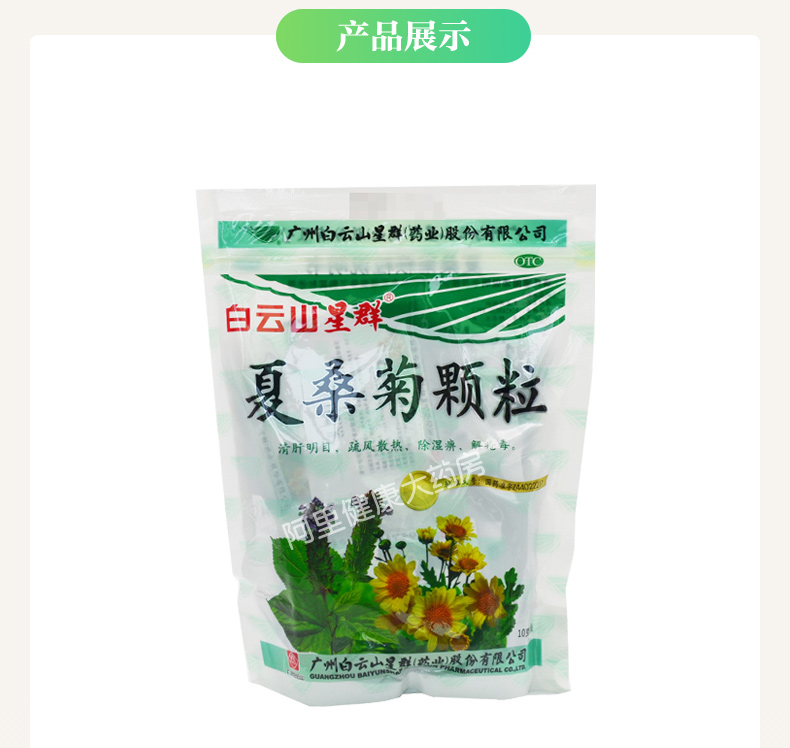 产品展示
广州白云山星群(药业)股份有限公司
OTC
白云山星群®
夏桑菊颗粒
清肝明目,疏风散热,除湿痹,解疮毒。
阿里健康大药房
广州白云山星群(药业)股份有限公司
GUANGZHOU BAIYUNSHA PHARMACEUTICAL CO.,LTD.